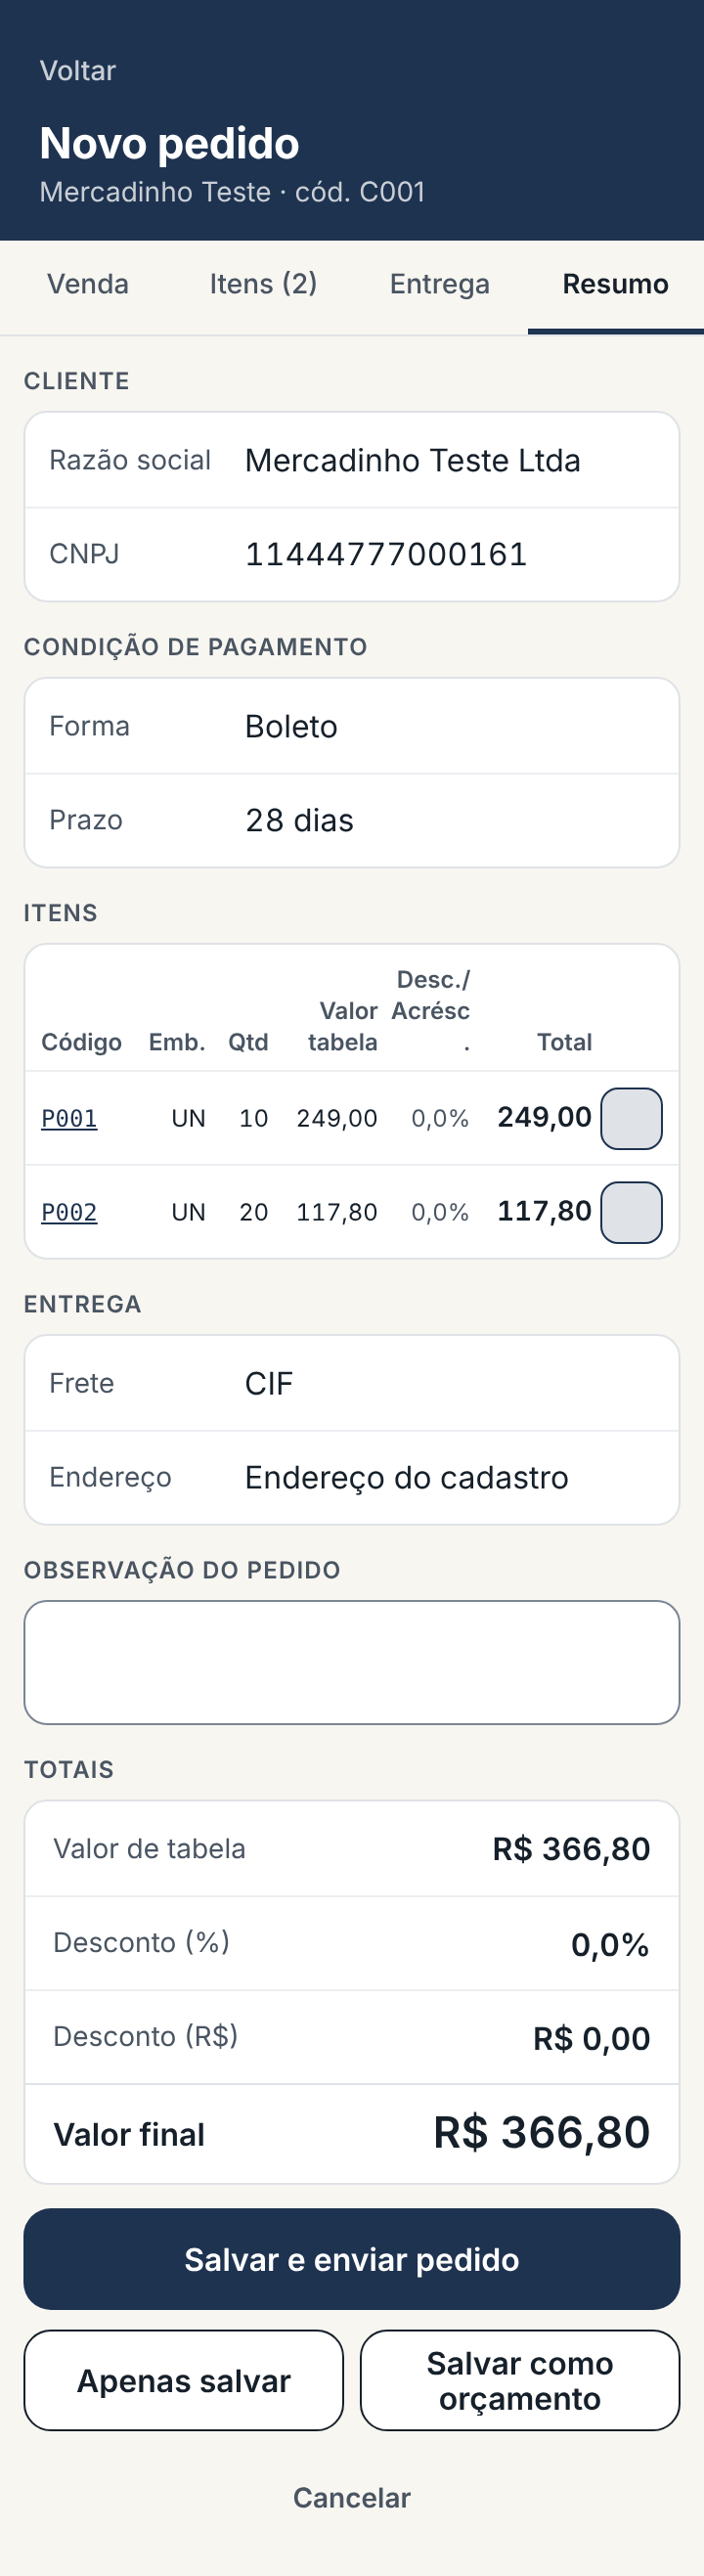 Voltar
Novo pedido
Mercadinho Teste · cód. C001
Venda
Itens (2)
Entrega
Resumo
CLIENTE
Razão social Mercadinho Teste Ltda
CNPJ 11444777000161
CONDIÇÃO DE PAGAMENTO
Forma Boleto
Prazo 28 dias
ITENS
Código Emb. Qtd Valor tabela Desc./Acrésc. Total
P001 UN 10 249,00 0,0% 249,00
P002 UN 20 117,80 0,0% 117,80
ENTREGA
Frete CIF
Endereço Endereço do cadastro
OBSERVAÇÃO DO PEDIDO
TOTAIS
Valor de tabela R$ 366,80
Desconto (%) 0,0%
Desconto (R$) R$ 0,00
Valor final R$ 366,80
Salvar e enviar pedido
Apenas salvar
Salvar como
orçamento
Cancelar